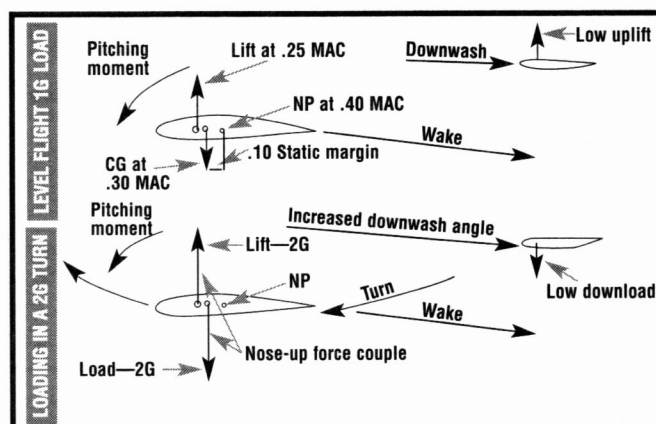 LEVEL FLIGHT 1G LOAD
Pitching
moment
Lift at .25 MAC
Downwash
Low uplift
NP at .40 MAC
Wake
CG at
.30 MAC
.10 Static margin
LOADING IN A 2G TURN
Pitching
moment
Lift—2G
Increased downwash angle
NP
Turn
Low download
Wake
Load—2G
Nose-up force couple